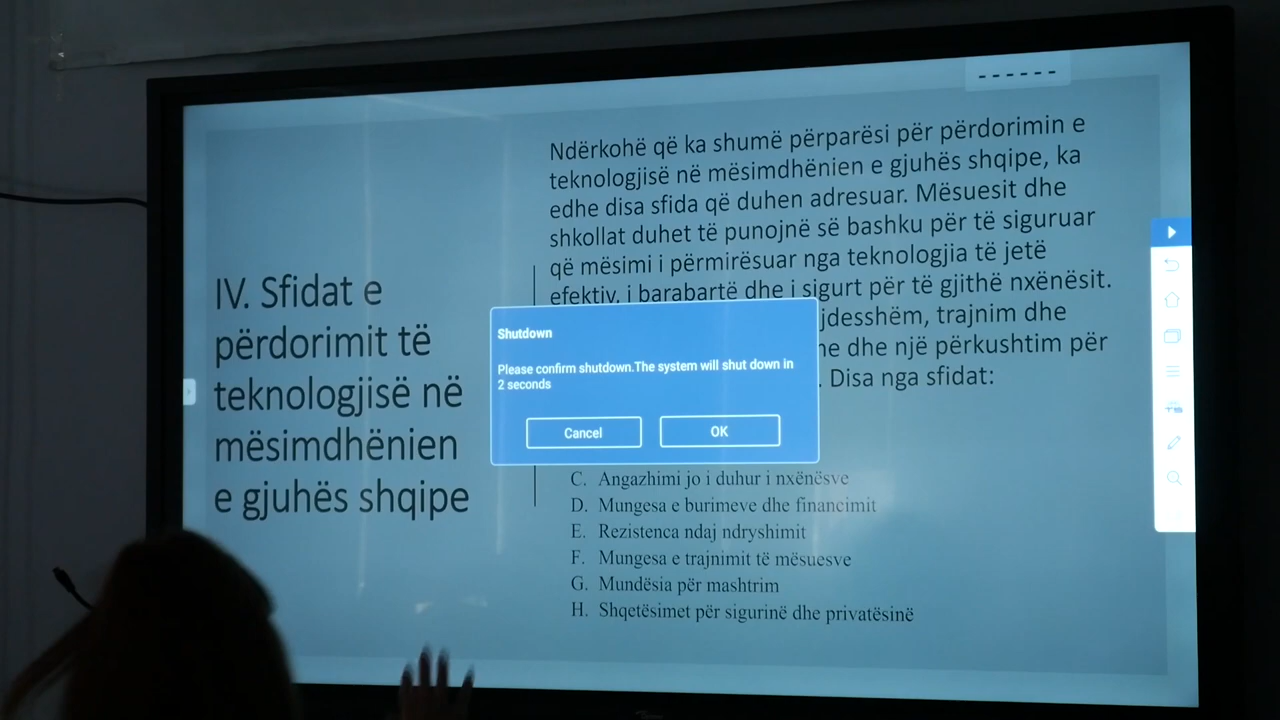 ------
Ndërkohë që ka shumë përparësi për përdorimin e
teknologjisë në mësimdhënien e gjuhës shqipe, ka
edhe disa sfida që duhen adresuar. Mësuesit dhe
shkollat duhet të punojnë së bashku për të siguruar
që mësimi i përmirësuar nga teknologjia të jetë
efektiv, i barabartë dhe i sigurt për të gjithë nxënësit.
trajnim dhe
dhe një përkushtim për
. Disa nga sfidat:
IV. Sfidat e
përdorimit të
teknologjisë në
mësimdhënien
e gjuhës shqipe
Shutdown
Please confirm shutdown.The system will shut down in
2 seconds
Cancel
OK
C. Angazhimi jo i duhur i nxënësve
D. Mungesa e burimeve dhe financimit
E. Rezistenca ndaj ndryshimit
F. Mungesa e trajnimit të mësuesve
G. Mundësia për mashtrim
H. Shqetësimet për sigurinë dhe privatësinë